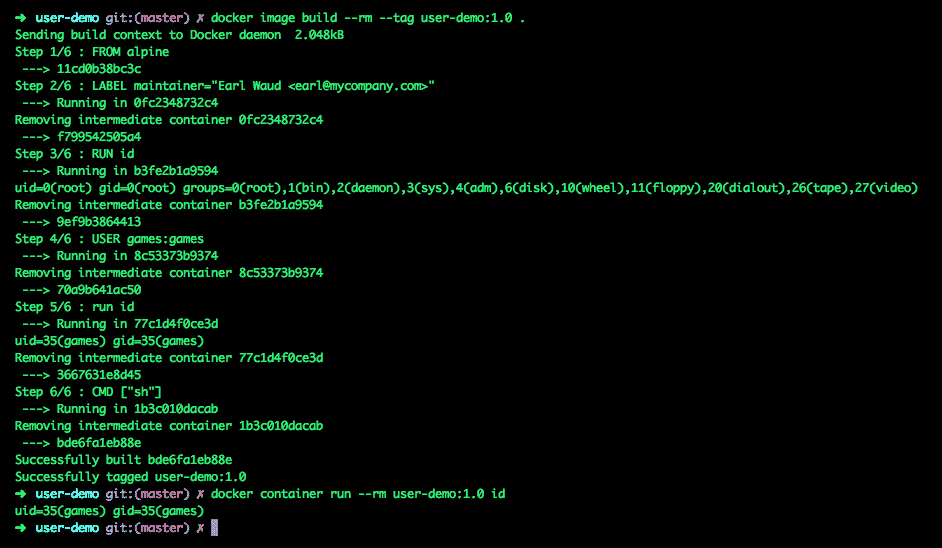 ➜ user-demo git:(master) ✗ docker image build --rm --tag user-demo:1.0 .
Sending build context to Docker daemon  2.048kB
Step 1/6 : FROM alpine
 ---> 11cd0b38bc3c
Step 2/6 : LABEL maintainer="Earl Waud <earl@mycompany.com>"
 ---> Running in 0fc2348732c4
Removing intermediate container 0fc2348732c4
 ---> f799542505a4
Step 3/6 : RUN id
 ---> Running in b3fe2b1a9594
uid=0(root) gid=0(root) groups=0(root),1(bin),2(daemon),3(sys),4(adm),6(disk),10(wheel),11(floppy),20(dialout),26(tape),27(video)
Removing intermediate container b3fe2b1a9594
 ---> 9ef9b3864413
Step 4/6 : USER games:games
 ---> Running in 8c53373b9374
Removing intermediate container 8c53373b9374
 ---> 70a9b641ac50
Step 5/6 : run id
 ---> Running in 77c1d4f0ce3d
uid=35(games) gid=35(games)
Removing intermediate container 77c1d4f0ce3d
 ---> 3667631e8d45
Step 6/6 : CMD ["sh"]
 ---> Running in 1b3c010dacab
Removing intermediate container 1b3c010dacab
 ---> bde6fa1eb88e
Successfully built bde6fa1eb88e
Successfully tagged user-demo:1.0
➜ user-demo git:(master) ✗ docker container run --rm user-demo:1.0 id
uid=35(games) gid=35(games)
➜ user-demo git:(master) ✗